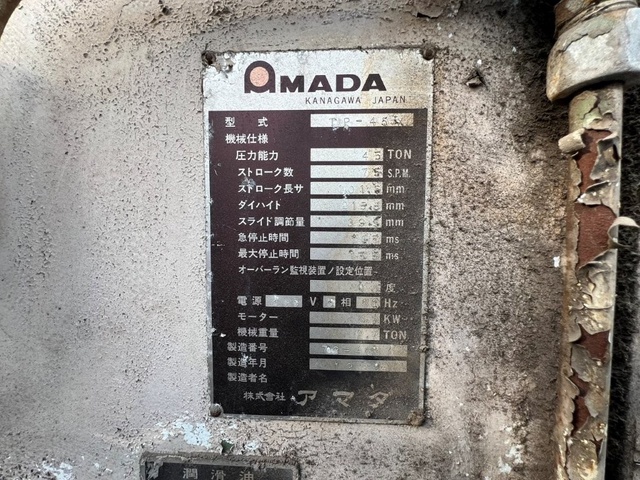 AMADA
KANAGAWA JAPAN
型式
機械仕様
圧力能力 45 TON
ストローク数 S.P.M.
ストローク長サ mm
ダイハイト mm
スライド調節量 mm
急停止時間 ms
最大停止時間 ms
オーバーラン監視装置ノ設定位置
度
電源 V 相 Hz
モーター KW
機械重量 TON
製造番号
製造年月
製造者名
株式会社 アマダ
潤滑油